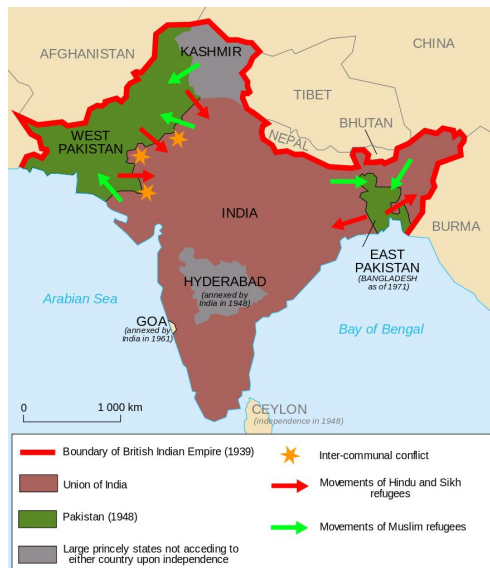 AFGHANISTAN
KASHMIR
CHINA
TIBET
BHUTAN
NEPAL
WEST
PAKISTAN
INDIA
BURMA
EAST
PAKISTAN
(BANGLADESH
as of 1971)
HYDERABAD
(annexed by
India in 1948)
Arabian Sea
GOA
(annexed by
India in 1961)
Bay of Bengal
CEYLON
(independence in 1948)
0 1 000 km
Boundary of British Indian Empire (1939)
Union of India
Pakistan (1948)
Large princely states not acceding to
either country upon independence
Inter-communal conflict
Movements of Hindu and Sikh
refugees
Movements of Muslim refugees